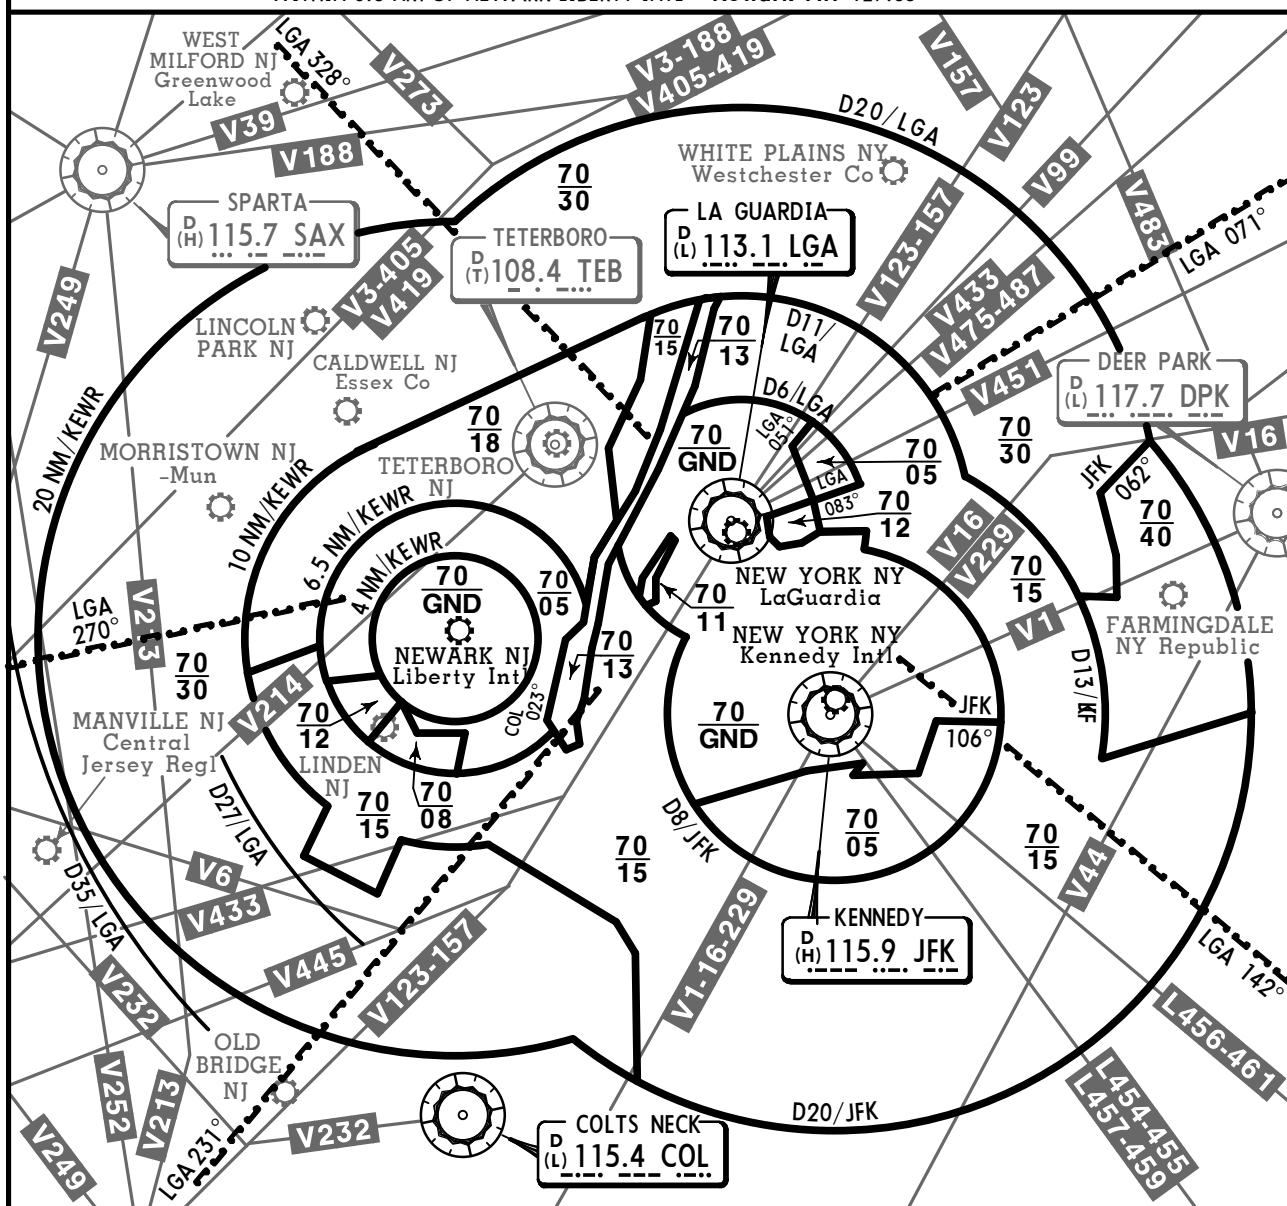 WEST
MILFORD NJ
Greenwood
Lake
LGA 328°
V273
V3-188
V405-419
V157
V123
D20/LGA
V39
V188
WHITE PLAINS NY
Westchester Co
V99
70
30
V483
SPARTA
D
(H) 115.7 SAX
LA GUARDIA
D
(L) 113.1 LGA
TETERBORO
D
(T) 108.4 TEB
V123-157
LGA 071°
V249
V3-405
V419
V433
V475-487
LINCOLN
PARK NJ
70
15
70
13
D11/
LGA
CALDWELL NJ
Essex Co
V451
DEER PARK
D
(L) 117.7 DPK
D6/LGA
20 NM/KEWR
70
18
70
GND
LGA
051°
70
30
V16
MORRISTOWN NJ
-Mun
TETERBORO
NJ
70
05
JFK
062°
LGA
083°
10 NM/KEWR
6.5 NM/KEWR
4 NM/KEWR
70
12
70
40
V16
V229
70
GND
70
05
NEW YORK NY
LaGuardia
70
15
LGA
270°
V213
70
11
V1
FARMINGDALE
NY Republic
NEW YORK NY
Kennedy Intl
NEWARK NJ
Liberty Intl
70
13
70
30
D13/JFK
V214
COL
023°
MANVILLE NJ
Central
Jersey Regl
70
12
70
GND
JFK
106°
LINDEN
NJ
70
15
70
08
D27/LGA
D8/JFK
70
05
70
15
70
15
V6
V433
V44
D35/LGA
V1-16-229
KENNEDY
D
(H) 115.9 JFK
V445
V123-157
LGA 142°
V232
L456-461
OLD
BRIDGE
NJ
V252
V213
L454-455
L457-459
D20/JFK
V232
COLTS NECK
D
(L) 115.4 COL
V249
LGA 231°